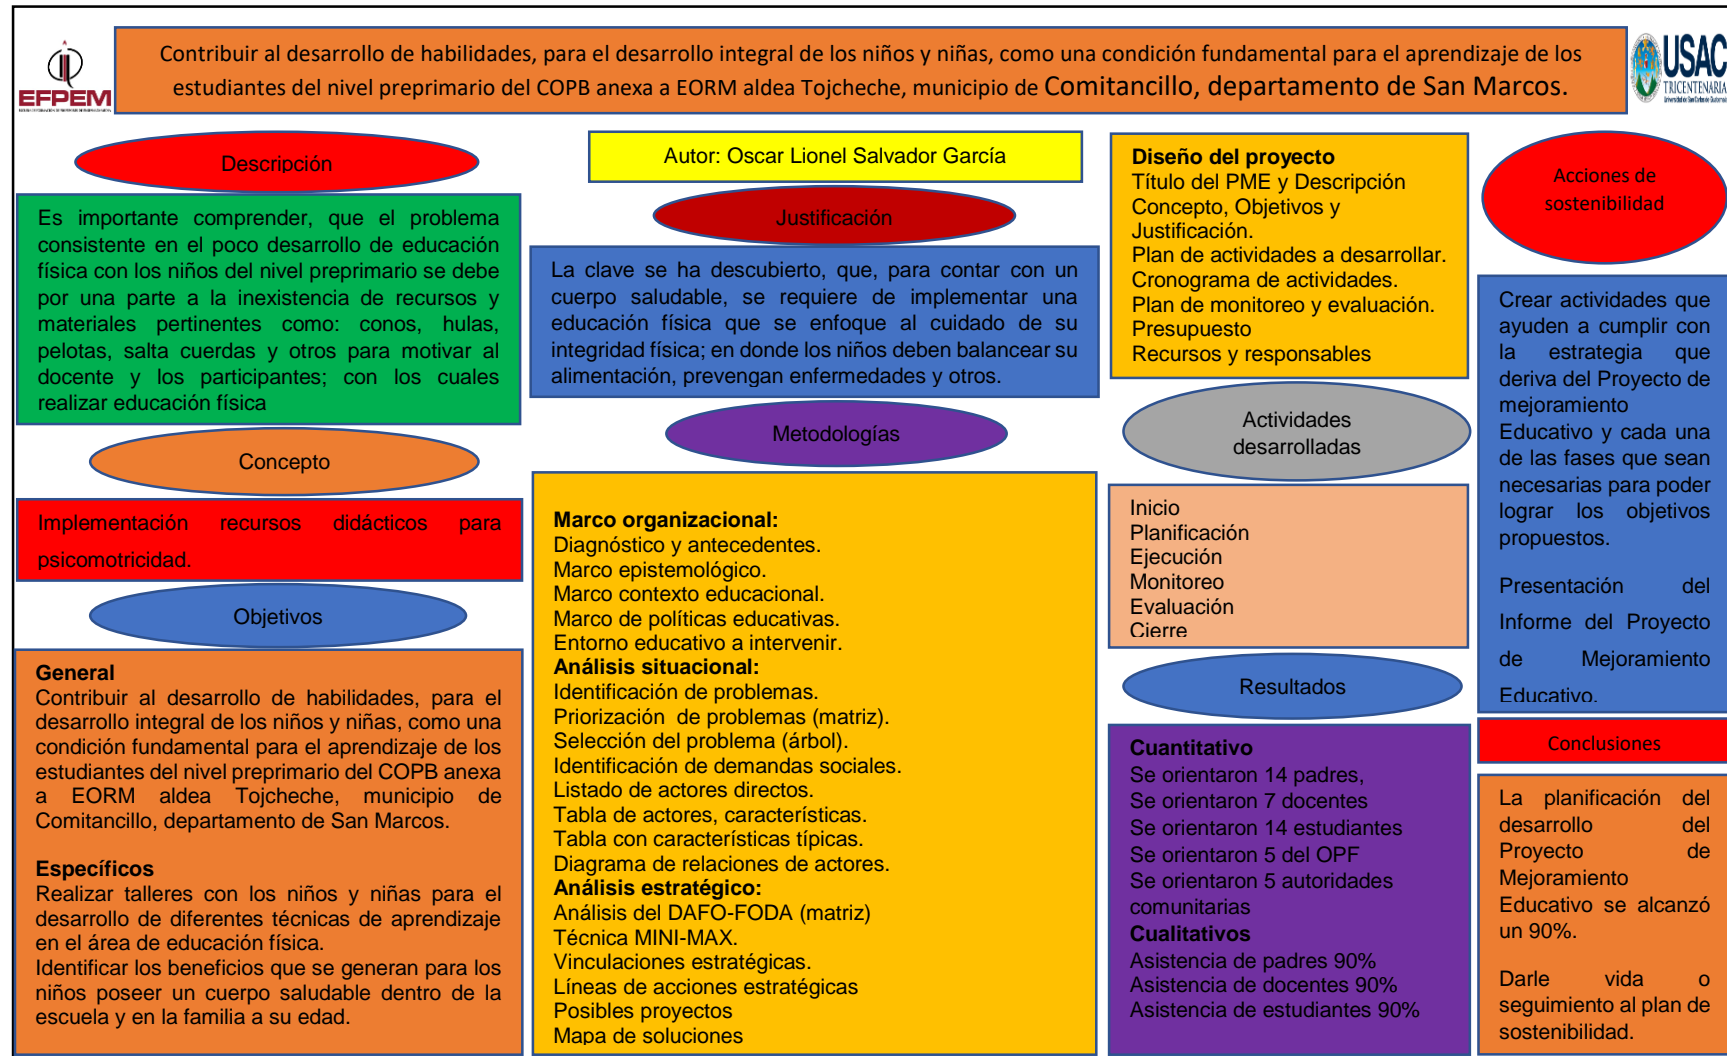 EFPEM
Contribuir al desarrollo de habilidades, para el desarrollo integral de los niños y niñas, como una condición fundamental para el aprendizaje de los
estudiantes del nivel preprimario del COPB anexa a EORM aldea Tojcheche, municipio de Comitancillo, departamento de San Marcos.
USAC
TRICENTENARIA
Universidad de San Carlos de Guatemala
Descripción
Es importante comprender, que el problema
consistente en el poco desarrollo de educación
física con los niños del nivel preprimario se debe
por una parte a la inexistencia de recursos y
materiales pertinentes como: conos, hulas,
pelotas, salta cuerdas y otros para motivar al
docente y los participantes; con los cuales
realizar educación física
Concepto
Implementación recursos didácticos para
psicomotricidad.
Objetivos
General
Contribuir al desarrollo de habilidades, para el
desarrollo integral de los niños y niñas, como una
condición fundamental para el aprendizaje de los
estudiantes del nivel preprimario del COPB anexa
a EORM aldea Tojcheche, municipio de
Comitancillo, departamento de San Marcos.
Específicos
Realizar talleres con los niños y niñas para el
desarrollo de diferentes técnicas de aprendizaje
en el área de educación física.
Identificar los beneficios que se generan para los
niños poseer un cuerpo saludable dentro de la
escuela y en la familia a su edad.
Autor: Oscar Lionel Salvador García
Justificación
La clave se ha descubierto, que, para contar con un
cuerpo saludable, se requiere de implementar una
educación física que se enfoque al cuidado de su
integridad física; en donde los niños deben balancear su
alimentación, prevengan enfermedades y otros.
Metodologías
Marco organizacional:
Diagnóstico y antecedentes.
Marco epistemológico.
Marco contexto educacional.
Marco de políticas educativas.
Entorno educativo a intervenir.
Análisis situacional:
Identificación de problemas.
Priorización de problemas (matriz).
Selección del problema (árbol).
Identificación de demandas sociales.
Listado de actores directos.
Tabla de actores, características.
Tabla con características típicas.
Diagrama de relaciones de actores.
Análisis estratégico:
Análisis del DAFO-FODA (matriz)
Técnica MINI-MAX.
Vinculaciones estratégicas.
Líneas de acciones estratégicas
Posibles proyectos
Mapa de soluciones
Diseño del proyecto
Título del PME y Descripción
Concepto, Objetivos y
Justificación.
Plan de actividades a desarrollar.
Cronograma de actividades.
Plan de monitoreo y evaluación.
Presupuesto
Recursos y responsables
Actividades
desarrolladas
Inicio
Planificación
Ejecución
Monitoreo
Evaluación
Cierre
Resultados
Cuantitativo
Se orientaron 14 padres,
Se orientaron 7 docentes
Se orientaron 14 estudiantes
Se orientaron 5 del OPF
Se orientaron 5 autoridades
comunitarias
Cualitativos
Asistencia de padres 90%
Asistencia de docentes 90%
Asistencia de estudiantes 90%
Acciones de
sostenibilidad
Crear actividades que
ayuden a cumplir con
la estrategia que
deriva del Proyecto de
mejoramiento
Educativo y cada una
de las fases que sean
necesarias para poder
lograr los objetivos
propuestos.
Presentación del
Informe del Proyecto
de Mejoramiento
Educativo.
Conclusiones
La planificación del
desarrollo del
Proyecto de
Mejoramiento
Educativo se alcanzó
un 90%.
Darle vida o
seguimiento al plan de
sostenibilidad.